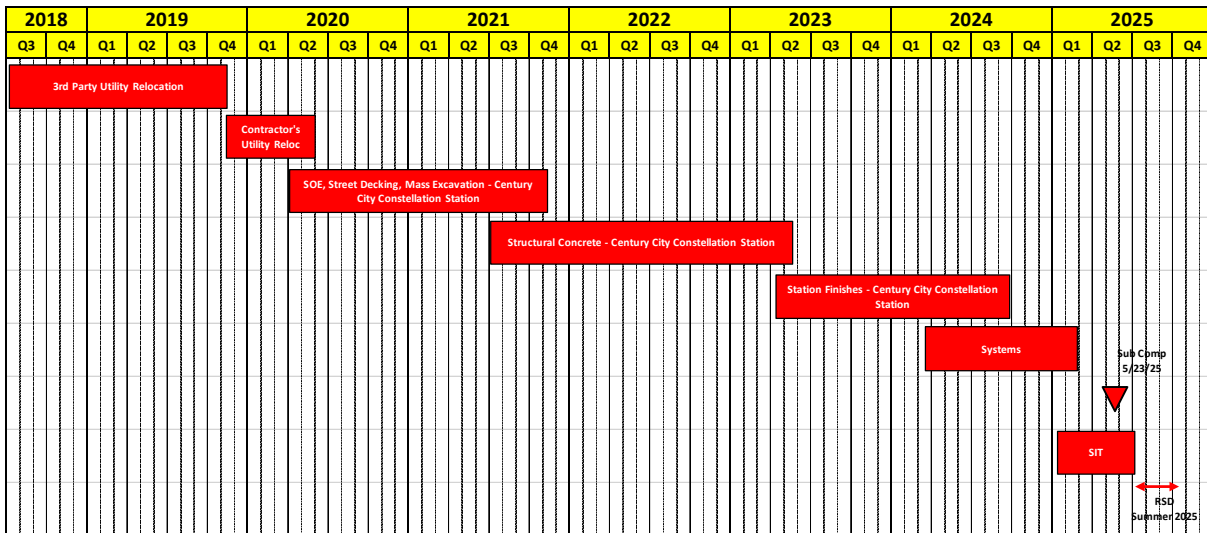 2018 2019 2020 2021 2022 2023 2024 2025
Q3 Q4 Q1 Q2 Q3 Q4 Q1 Q2 Q3 Q4 Q1 Q2 Q3 Q4 Q1 Q2 Q3 Q4 Q1 Q2 Q3 Q4 Q1 Q2 Q3 Q4 Q1 Q2 Q3 Q4
3rd Party Utility Relocation
Contractor's
Utility Reloc
SOE, Street Decking, Mass Excavation - Century
City Constellation Station
Structural Concrete - Century City Constellation Station
Station Finishes - Century City Constellation
Station
Systems
Sub Comp
5/23/25
SIT
RSD
Summer 2025